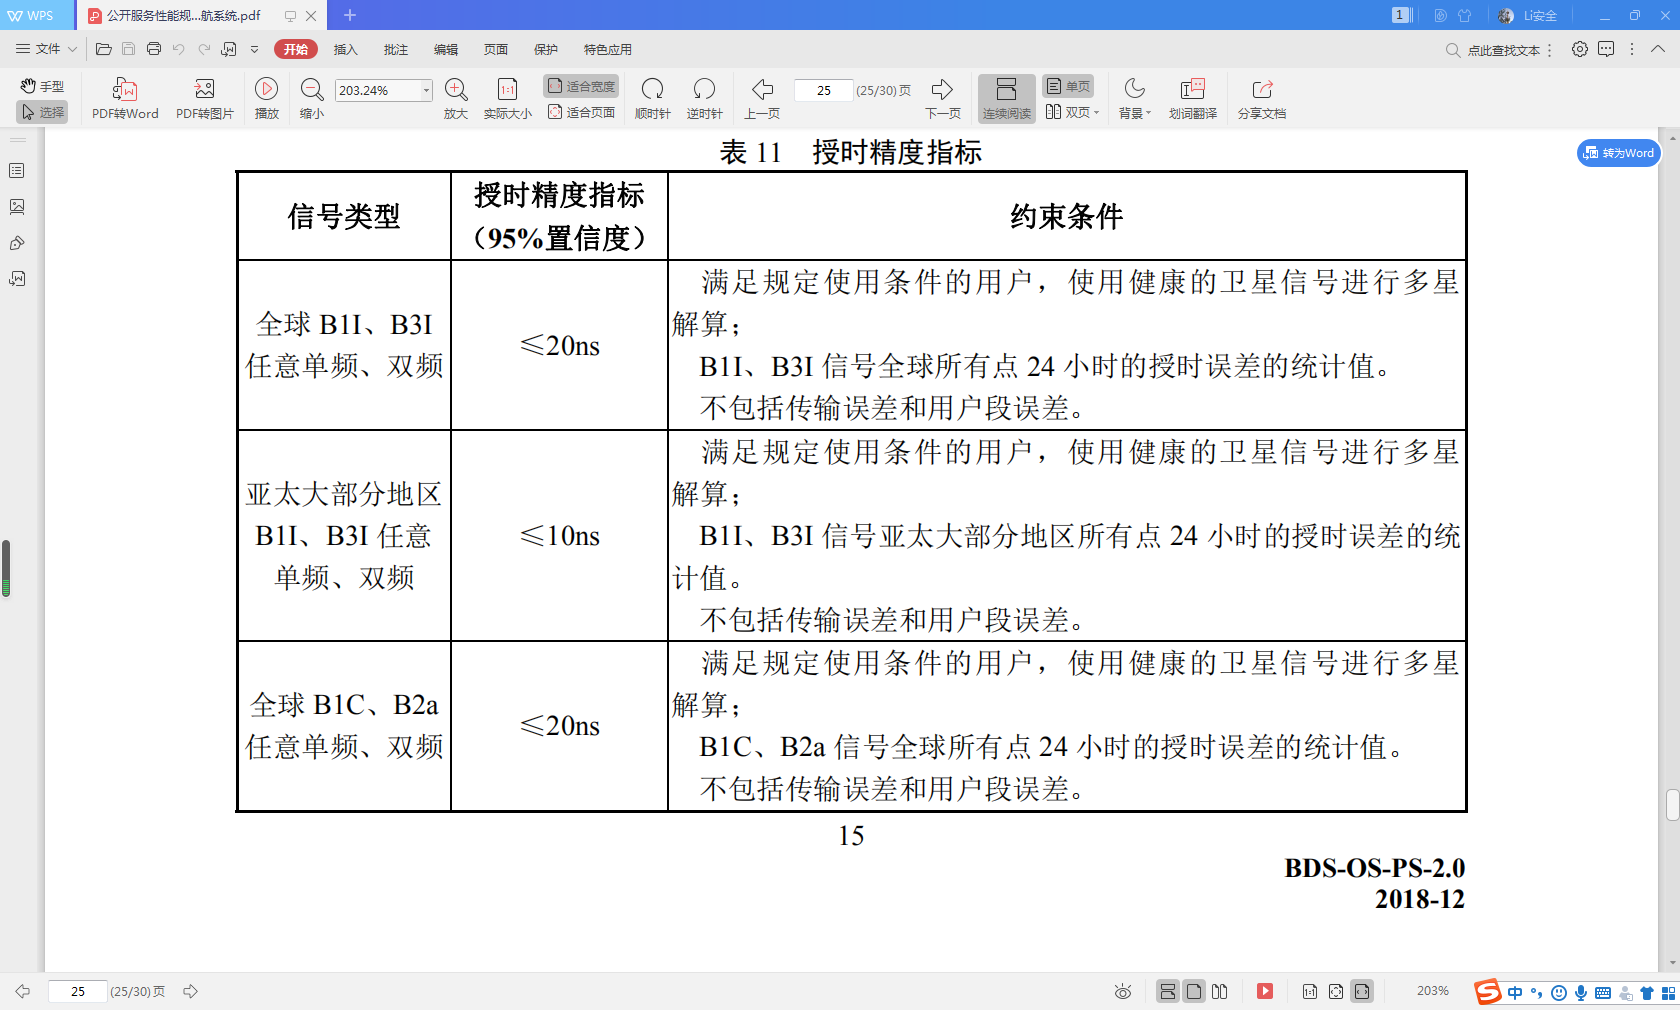 WPS
公开服务性能规...航系统.pdf
1
Li安全
文件
开始
插入
批注
编辑
页面
保护
特色应用
点此查找文本
手型
选择
PDF转Word
PDF转图片
播放
缩小
203.24%
放大
1:1
实际大小
适合宽度
适合页面
顺时针
逆时针
上一页
25
(25/30)页
下一页
连续阅读
单页
双页
背景
划词翻译
分享文档
转为Word
表 11 授时精度指标
信号类型
授时精度指标
（95%置信度）
约束条件
全球 B1I、B3I
任意单频、双频
≤20ns
满足规定使用条件的用户，使用健康的卫星信号进行多星
解算；
B1I、B3I 信号全球所有点 24 小时的授时误差的统计值。
不包括传输误差和用户段误差。
亚太大部分地区
B1I、B3I 任意
单频、双频
≤10ns
满足规定使用条件的用户，使用健康的卫星信号进行多星
解算；
B1I、B3I 信号亚太大部分地区所有点 24 小时的授时误差的统
计值。
不包括传输误差和用户段误差。
全球 B1C、B2a
任意单频、双频
≤20ns
满足规定使用条件的用户，使用健康的卫星信号进行多星
解算；
B1C、B2a 信号全球所有点 24 小时的授时误差的统计值。
不包括传输误差和用户段误差。
15
BDS-OS-PS-2.0
2018-12
25
(25/30)页
1:1
203%
S
中